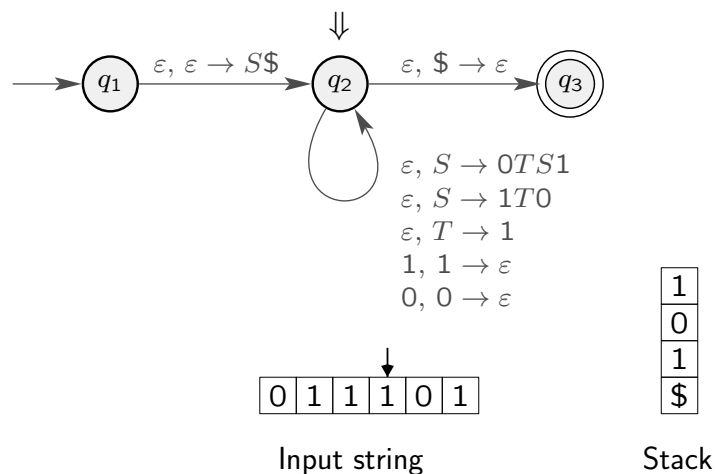 ⇓
ε, ε → S$
ε, $ → ε
q₁
q₂
q₃
ε, S → 0TS1
ε, S → 1T0
ε, T → 1
1, 1 → ε
0, 0 → ε
1
0
1
$
0 1 1 1 0 1
Input string
Stack